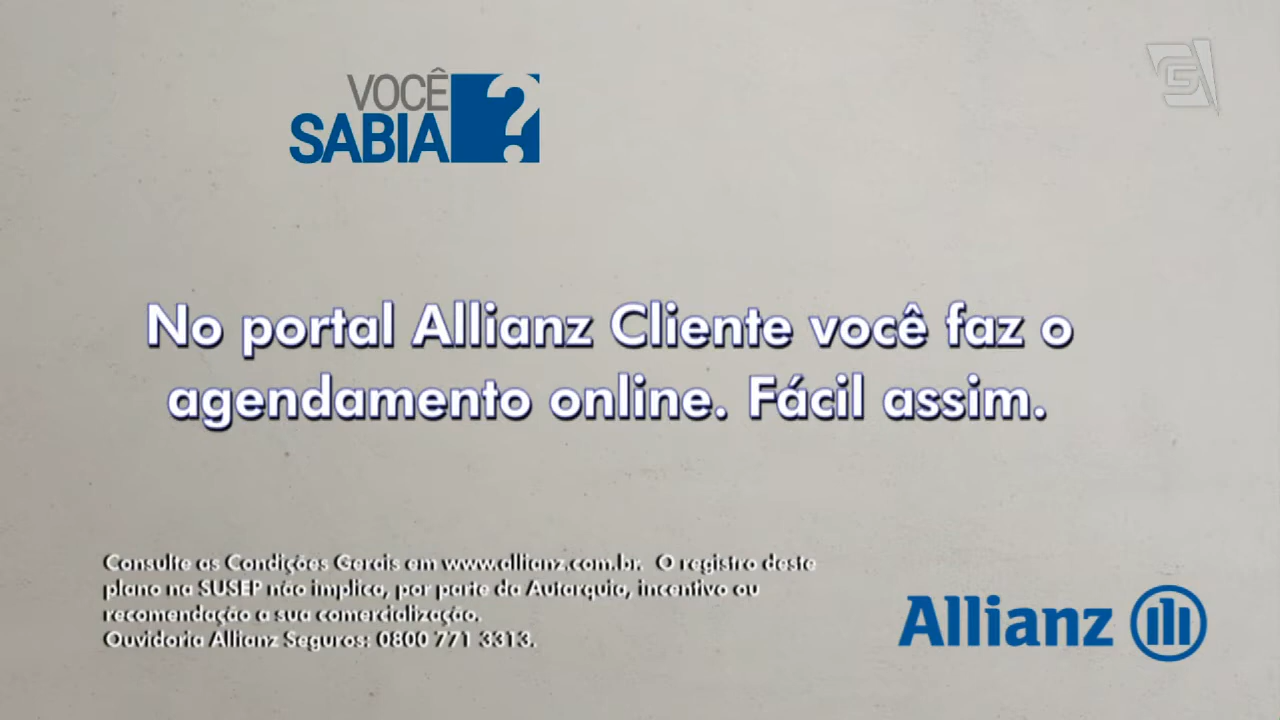 VOCÊ
SABIA?
No portal Allianz Cliente você faz o
agendamento online. Fácil assim.
Consulte as Condições Gerais em www.allianz.com.br. O registro deste
plano na SUSEP não implica, por parte da Autarquia, incentivo ou
recomendação a sua comercialização.
Ouvidoria Allianz Seguros: 0800 771 3313.
Allianz